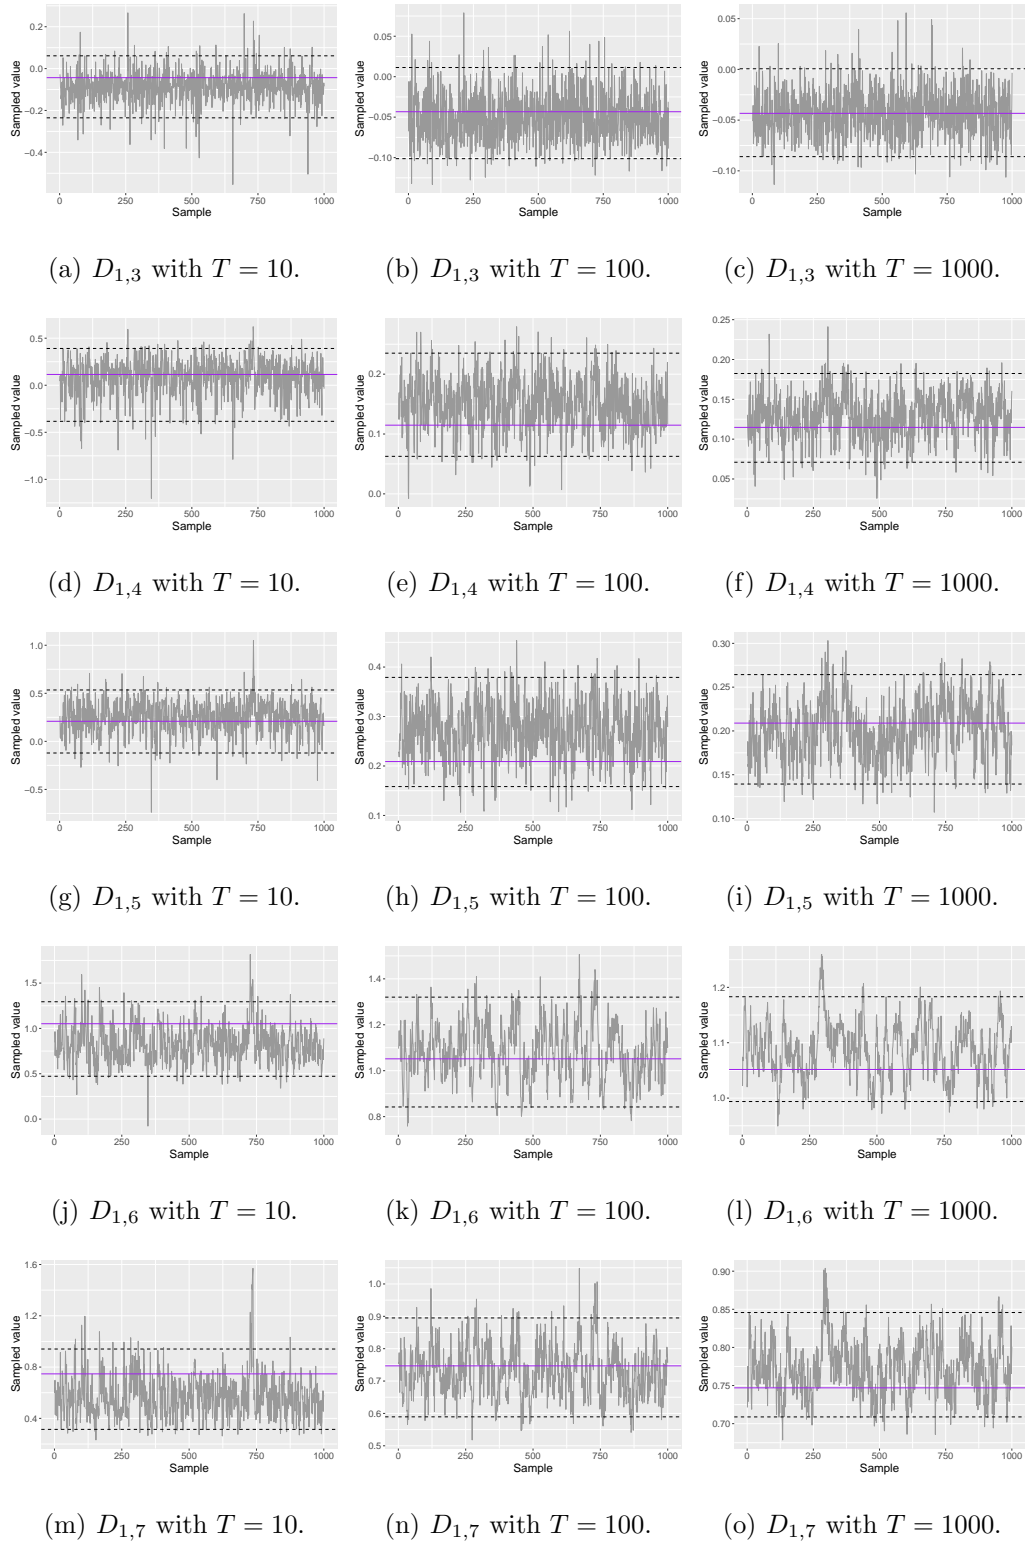 0.2
0.0
−0.2
−0.4
Sampled value
0 250 500 750 1000
Sample
0.05
0.00
−0.05
−0.10
Sampled value
0 250 500 750 1000
Sample
0.05
0.00
−0.05
−0.10
Sampled value
0 250 500 750 1000
Sample
(a) D1,3 with T = 10.
(b) D1,3 with T = 100.
(c) D1,3 with T = 1000.
0.5
0.0
−0.5
−1.0
Sampled value
0 250 500 750 1000
Sample
0.2
0.1
0.0
Sampled value
0 250 500 750 1000
Sample
0.25
0.20
0.15
0.10
0.05
Sampled value
0 250 500 750 1000
Sample
(d) D1,4 with T = 10.
(e) D1,4 with T = 100.
(f) D1,4 with T = 1000.
1.0
0.5
0.0
−0.5
Sampled value
0 250 500 750 1000
Sample
0.4
0.3
0.2
0.1
Sampled value
0 250 500 750 1000
Sample
0.30
0.25
0.20
0.15
0.10
Sampled value
0 250 500 750 1000
Sample
(g) D1,5 with T = 10.
(h) D1,5 with T = 100.
(i) D1,5 with T = 1000.
1.5
1.0
0.5
0.0
Sampled value
0 250 500 750 1000
Sample
1.4
1.2
1.0
0.8
Sampled value
0 250 500 750 1000
Sample
1.2
1.1
1.0
Sampled value
0 250 500 750 1000
Sample
(j) D1,6 with T = 10.
(k) D1,6 with T = 100.
(l) D1,6 with T = 1000.
1.6
1.2
0.8
0.4
Sampled value
0 250 500 750 1000
Sample
1.0
0.9
0.8
0.7
0.6
0.5
Sampled value
0 250 500 750 1000
Sample
0.90
0.85
0.80
0.75
0.70
Sampled value
0 250 500 750 1000
Sample
(m) D1,7 with T = 10.
(n) D1,7 with T = 100.
(o) D1,7 with T = 1000.